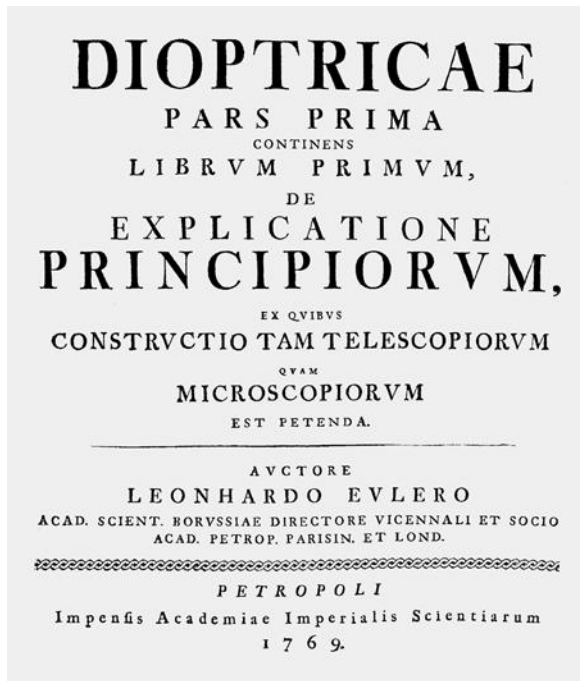 DIOPTRICAE
PARS PRIMA
CONTINENS
LIBRVM PRIMVM,
DE
EXPLICATIONE
PRINCIPIORVM,
EX QVIBVS
CONSTRVCTIO TAM TELESCOPIORVM
QVAM
MICROSCOPIORVM
EST PETENDA.
AVCTORE
LEONHARDO EVLERO
ACAD. SCIENT. BORVSSIAE DIRECTORE VICENNALI ET SOCIO
ACAD. PETROP. PARISIN. ET LOND.
PETROPOLI
Impenſis Academiae Imperialis Scientiarum
1769.